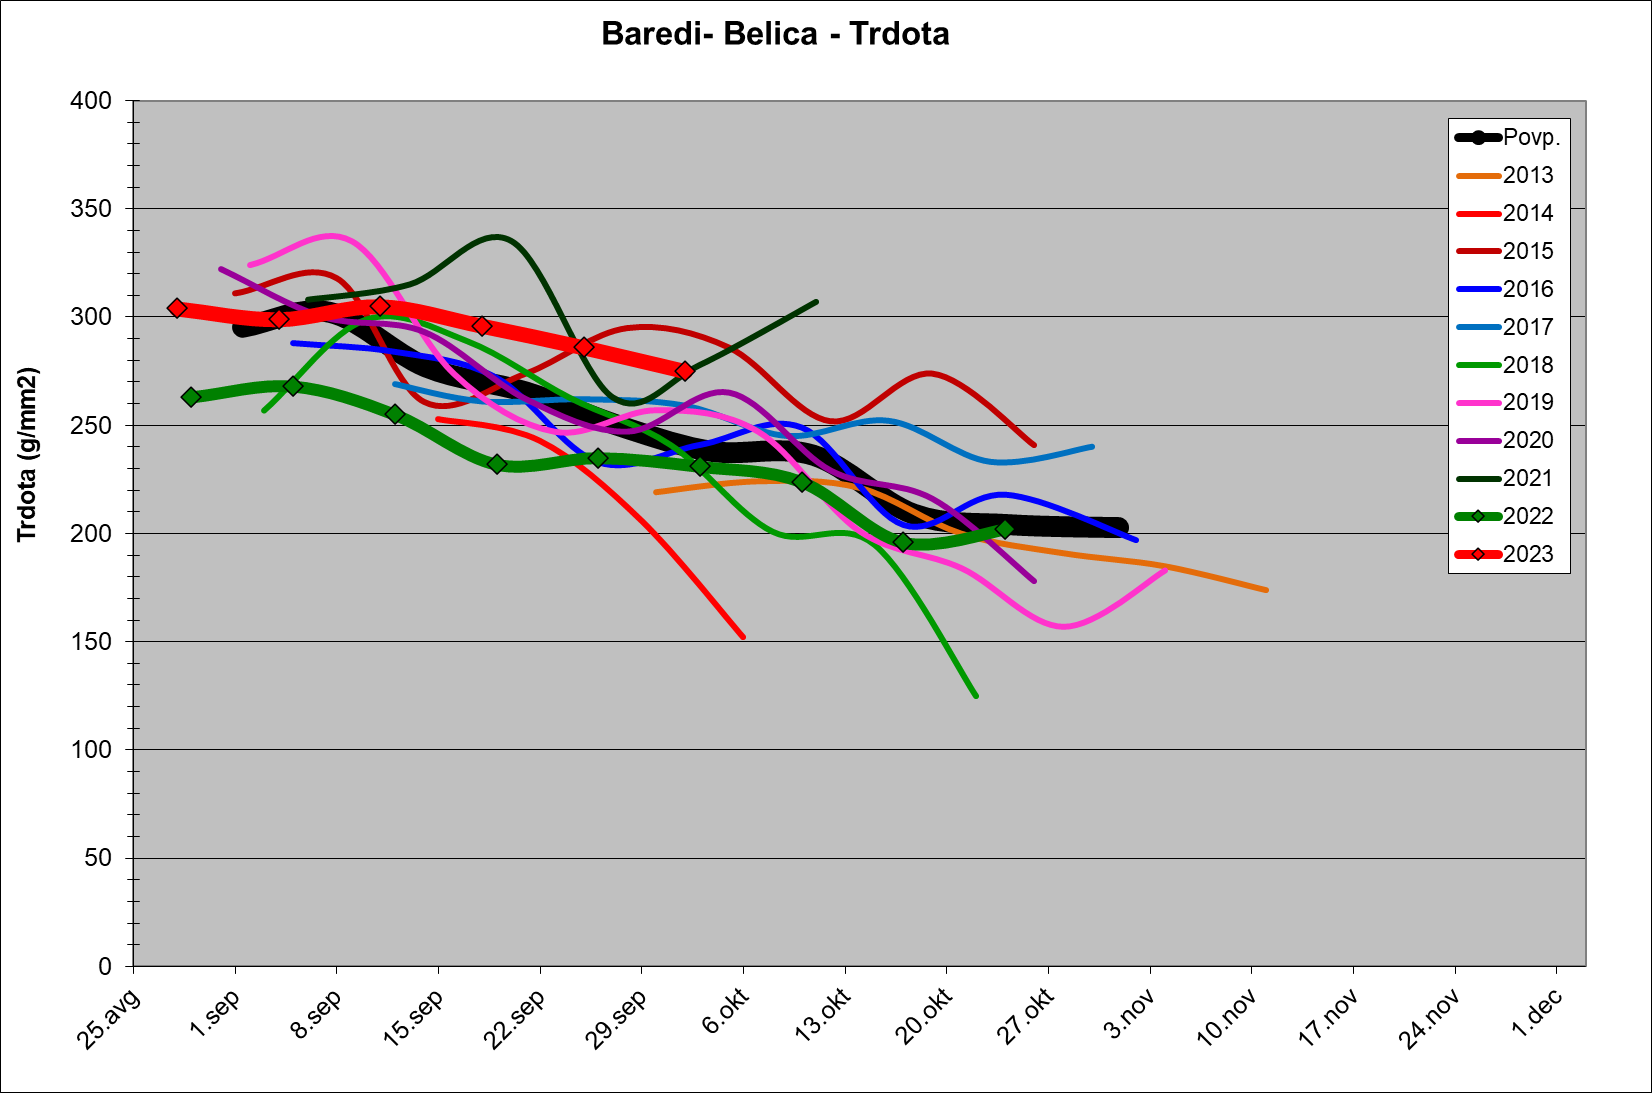 Baredi- Belica - Trdota
Trdota (g/mm2)
400
350
300
250
200
150
100
50
0
25.avg
1.sep
8.sep
15.sep
22.sep
29.sep
6.okt
13.okt
20.okt
27.okt
3.nov
10.nov
17.nov
24.nov
1.dec
Povp.
2013
2014
2015
2016
2017
2018
2019
2020
2021
2022
2023